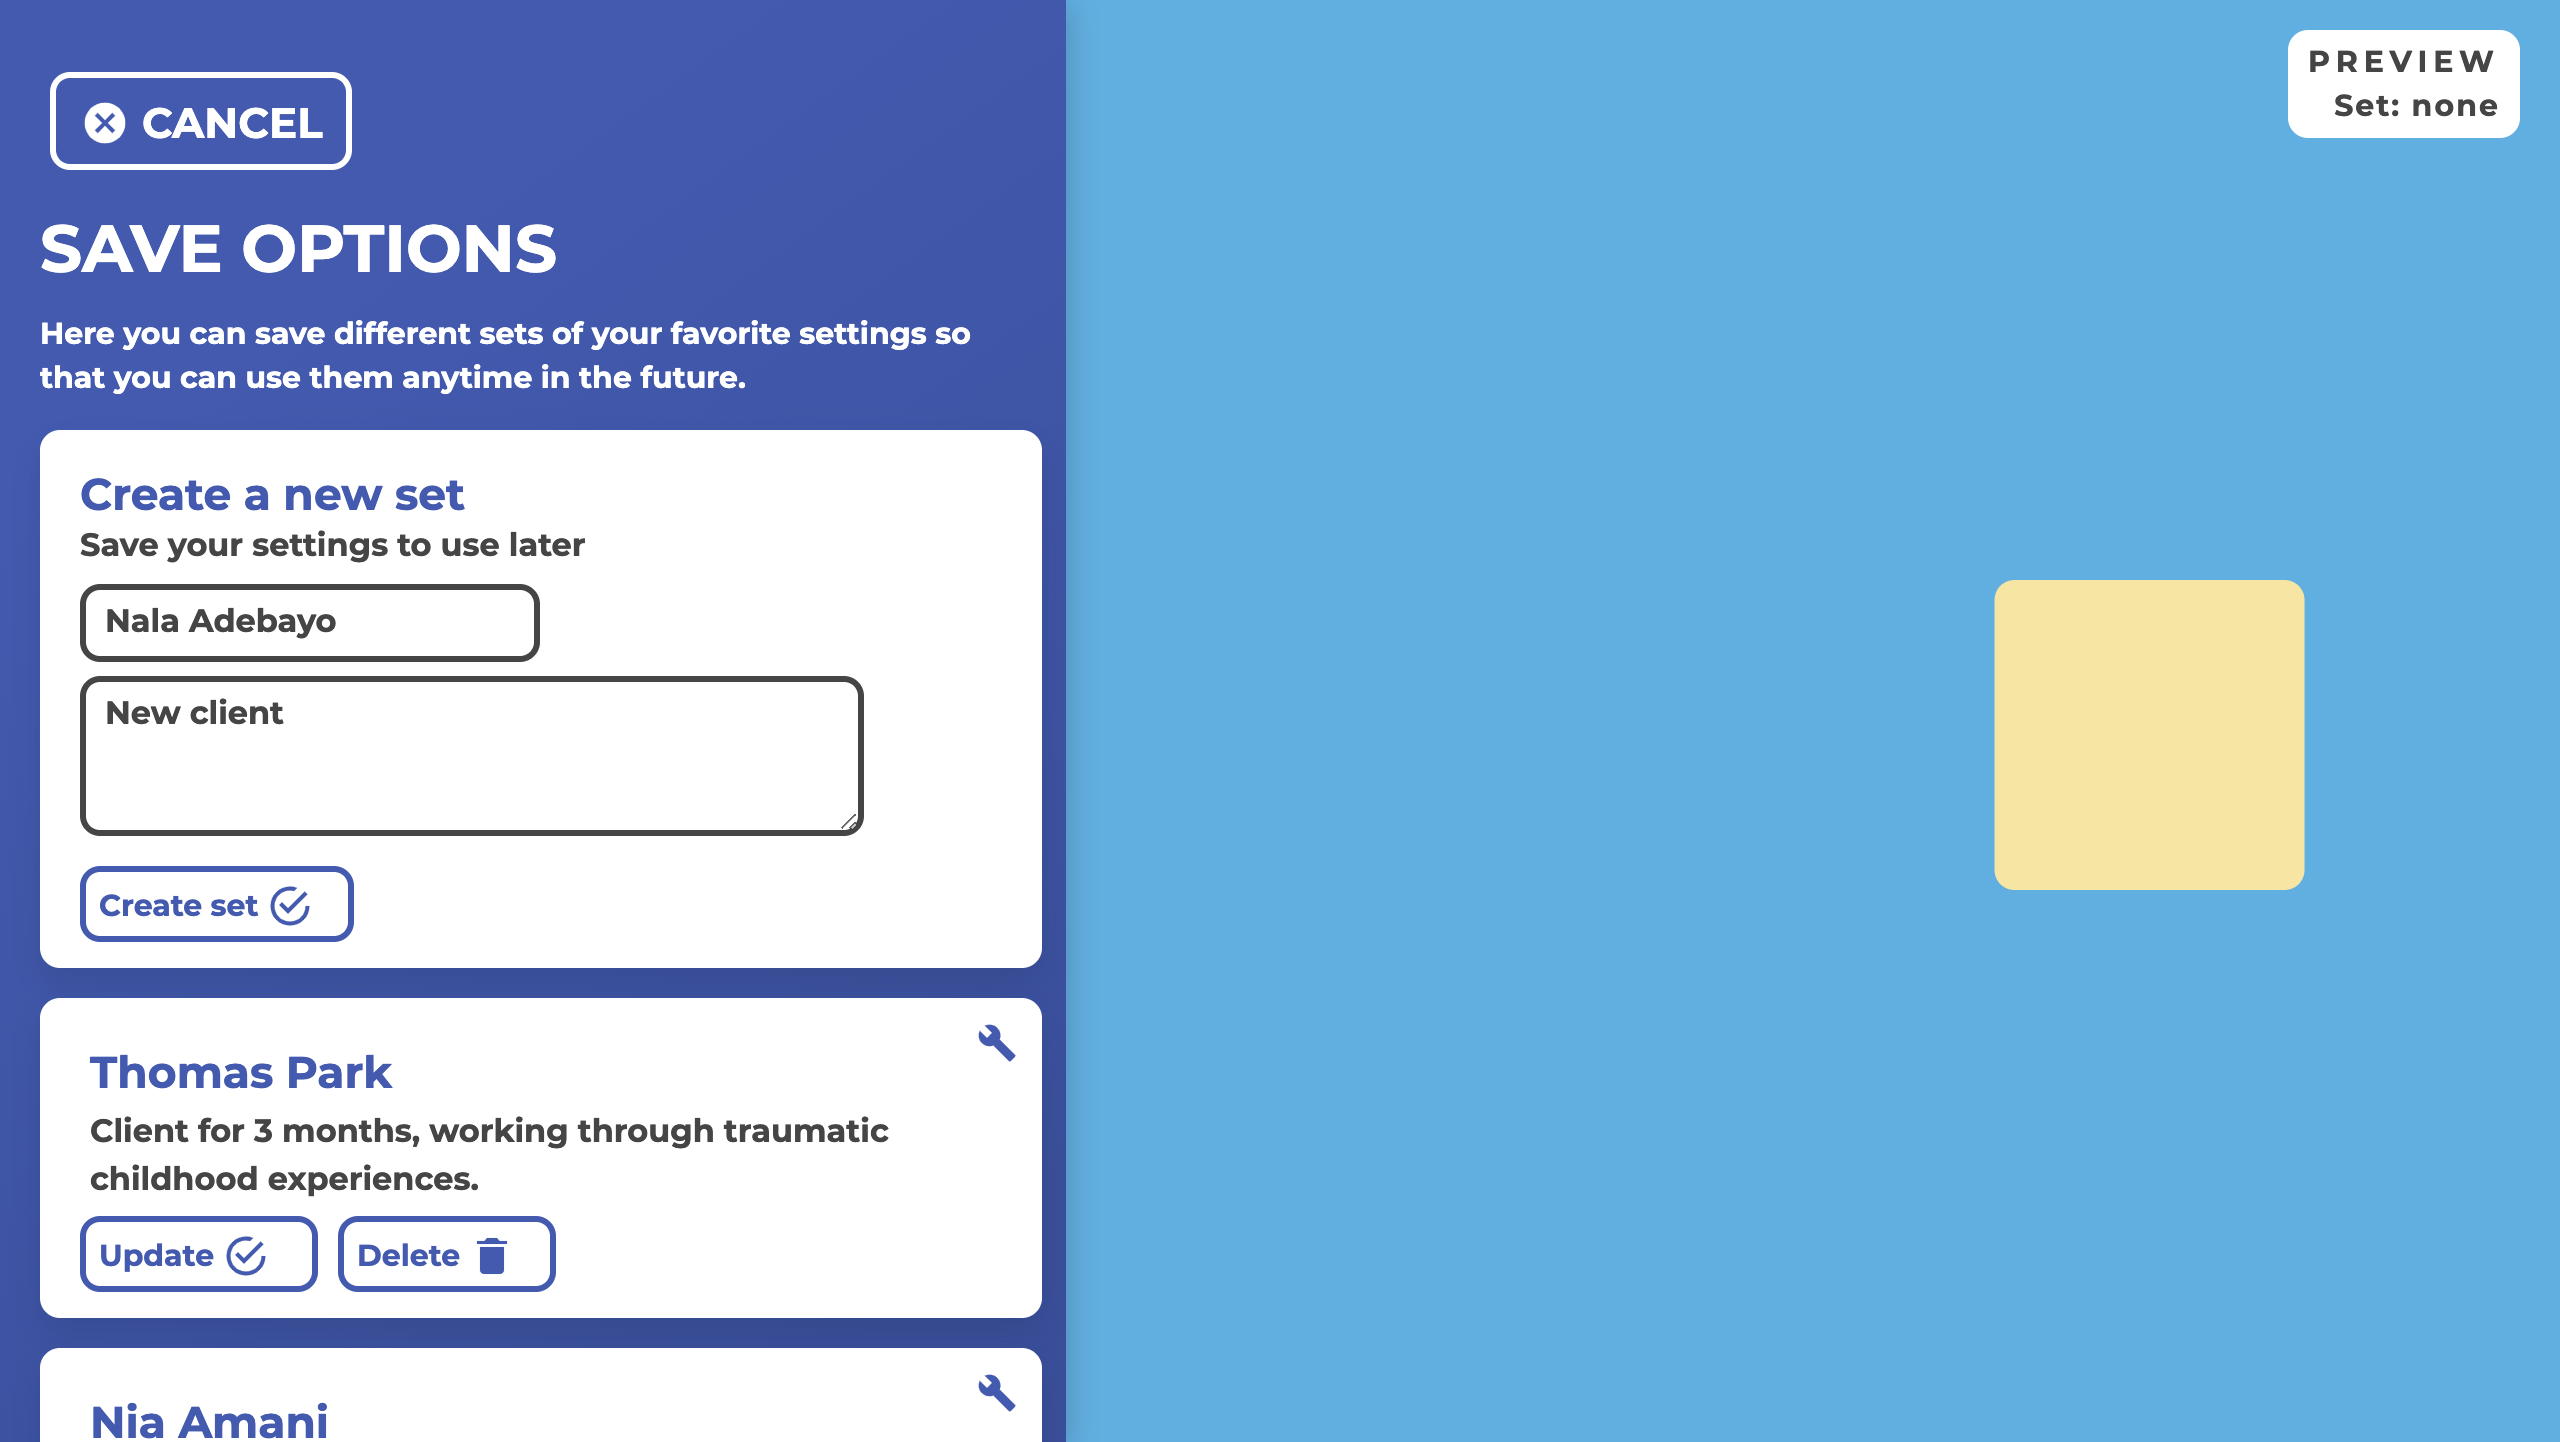 CANCEL
SAVE OPTIONS
Here you can save different sets of your favorite settings so
that you can use them anytime in the future.
Create a new set
Save your settings to use later
Nala Adebayo
New client
Create set
Thomas Park
Client for 3 months, working through traumatic
childhood experiences.
Update
Delete
Nia Amani
PREVIEW
Set: none